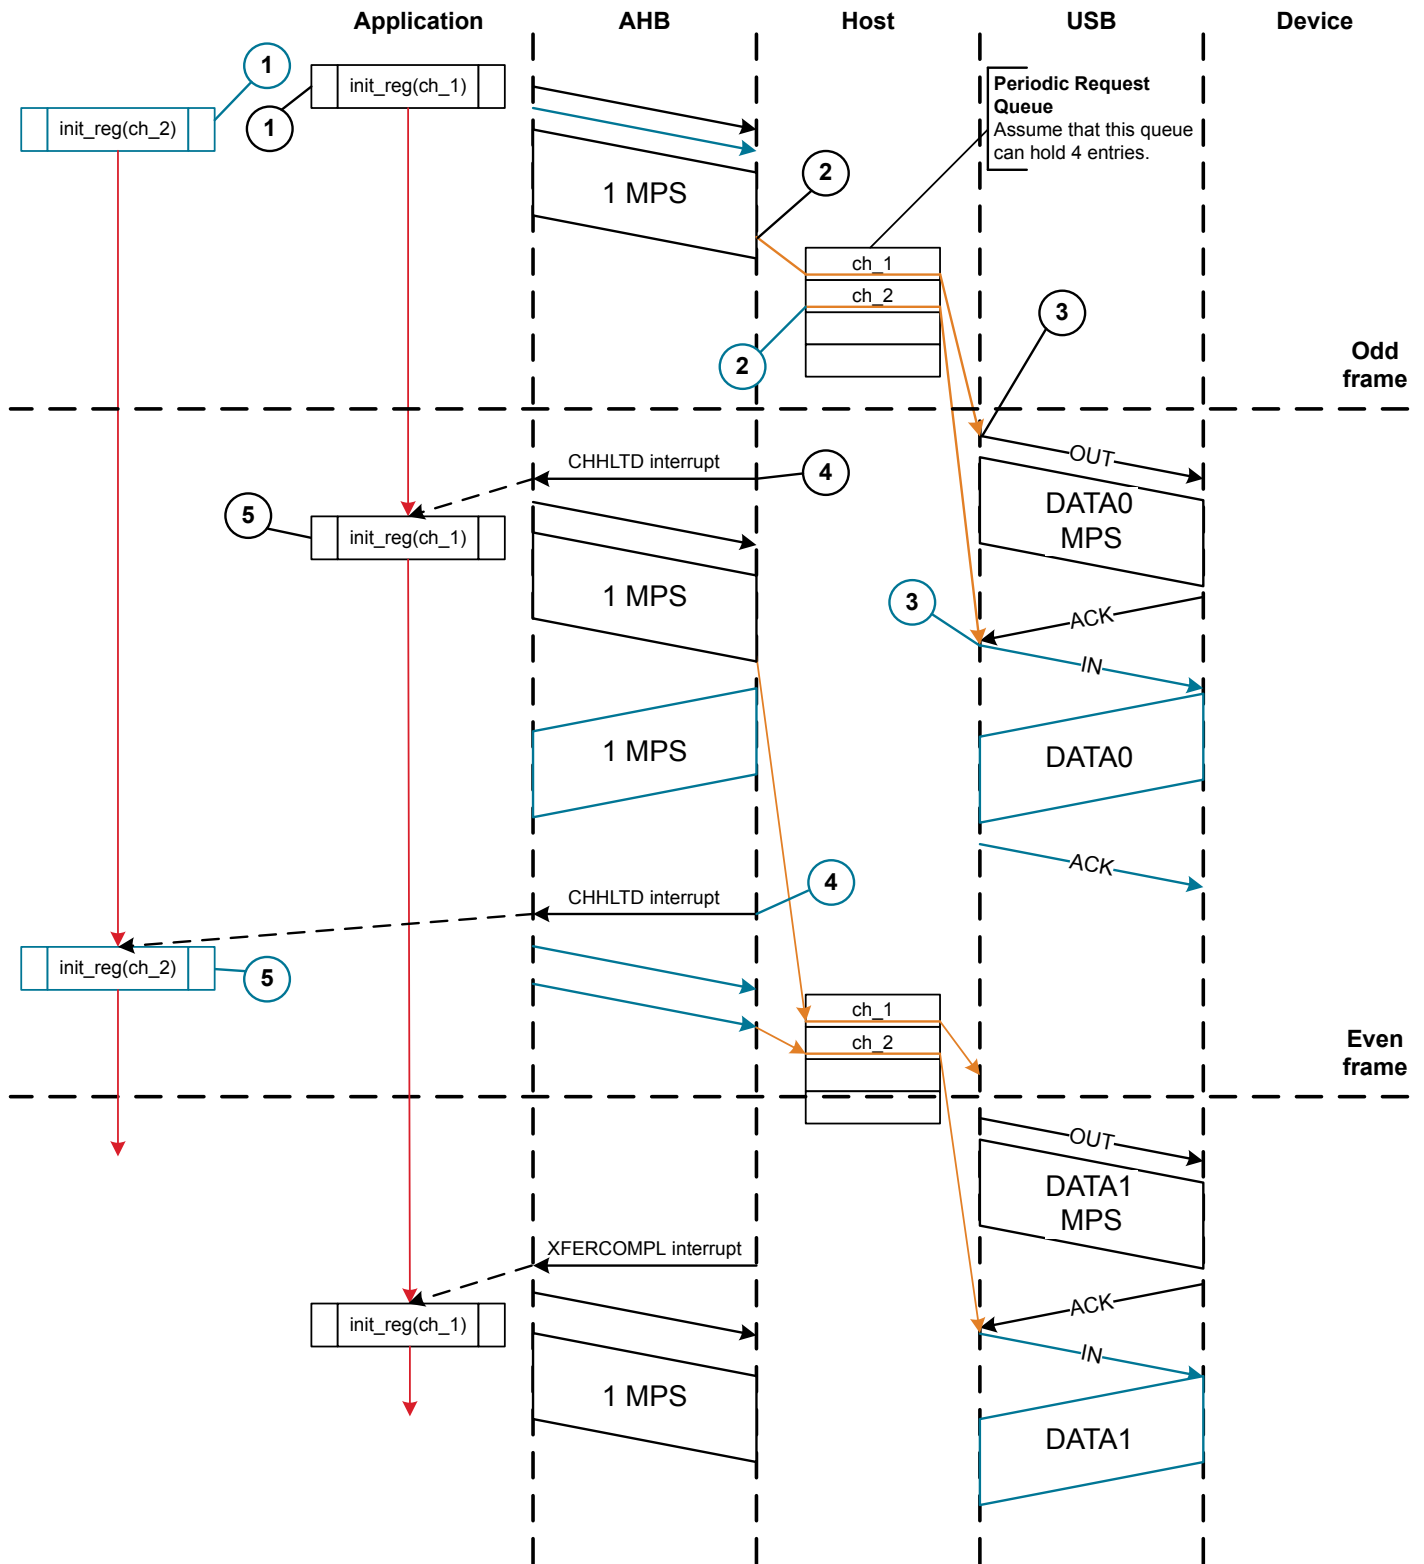 Application
AHB
Host
USB
Device
1
init_reg(ch_1)
Periodic Request
Queue
Assume that this queue
can hold 4 entries.
init_reg(ch_2)
1
1 MPS
2
ch_1
ch_2
3
2
Odd
frame
OUT
CHHLTD interrupt
4
5
init_reg(ch_1)
DATA0
MPS
1 MPS
3
ACK
IN
1 MPS
DATA0
ACK
CHHLTD interrupt
4
init_reg(ch_2)
5
ch_1
ch_2
Even
frame
OUT
DATA1
MPS
XFERCOMPL interrupt
ACK
init_reg(ch_1)
IN
1 MPS
DATA1